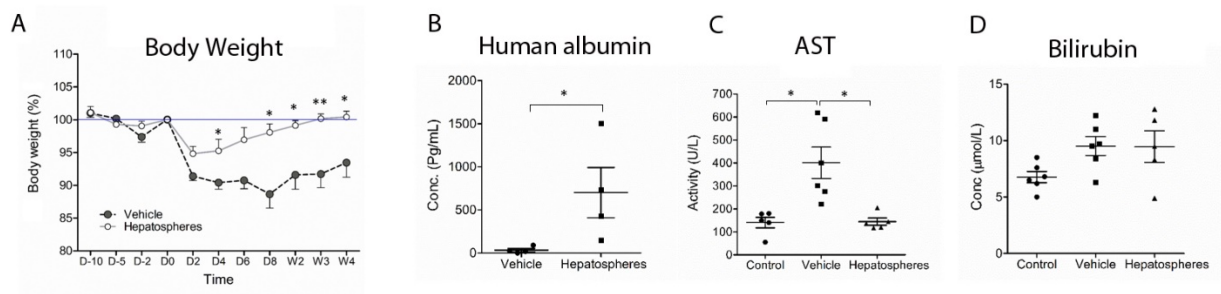 A
Body Weight
110
105
100
95
90
85
80
Body weight (%)
* * * ** *
Vehicle
Hepatospheres
D-10 D-5 D-2 D0 D2 D4 D6 D8 W2 W3 W4
Time
B
Human albumin
2000
1500
1000
500
0
Conc. (Pg/mL)
*
Vehicle Hepatospheres
C
AST
700
600
500
400
300
200
100
0
Activity (U/L)
* *
Control Vehicle Hepatospheres
D
Bilirubin
15
10
5
0
Conc (µmol/L)
Control Vehicle Hepatospheres